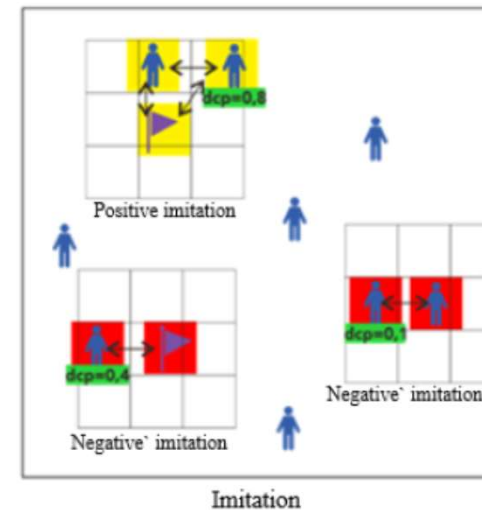 dcp=0,8
Positive imitation
dcp=0,1
Negative` imitation
dcp=0,4
Negative` imitation
Imitation